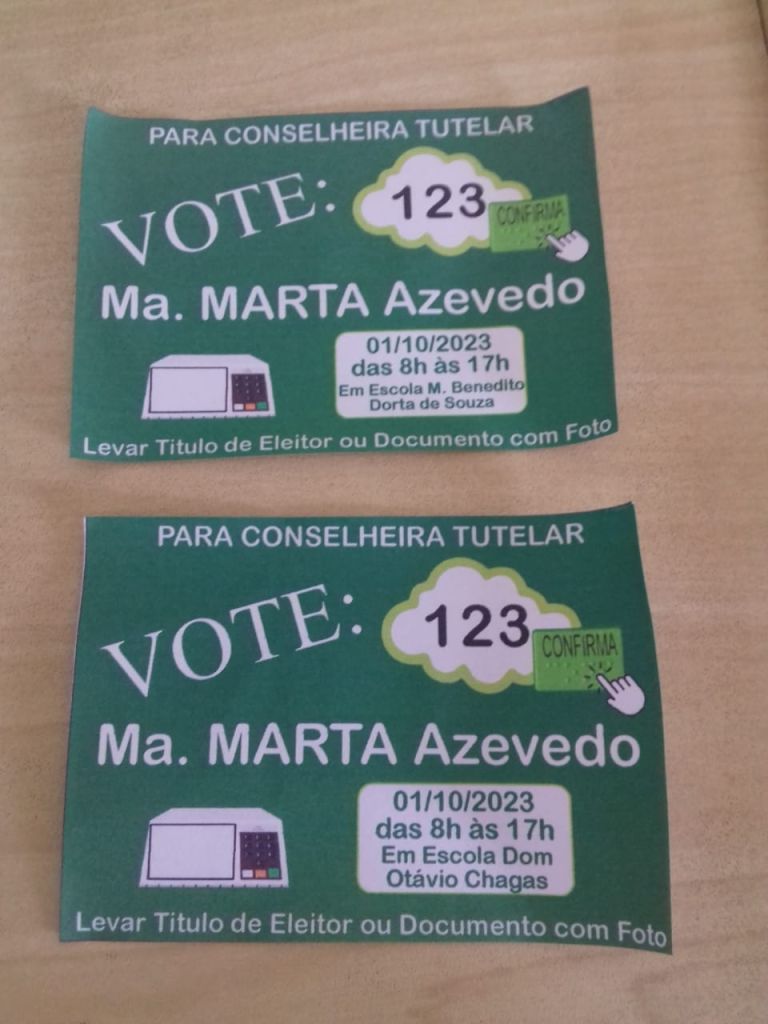 PARA CONSELHEIRA TUTELAR
VOTE:
123
CONFIRMA
Ma. MARTA Azevedo
01/10/2023
das 8h às 17h
Em Escola M. Benedito
Dorta de Souza
Levar Titulo de Eleitor ou Documento com Foto
PARA CONSELHEIRA TUTELAR
VOTE:
123
CONFIRMA
Ma. MARTA Azevedo
01/10/2023
das 8h às 17h
Em Escola Dom
Otávio Chagas
Levar Titulo de Eleitor ou Documento com Foto